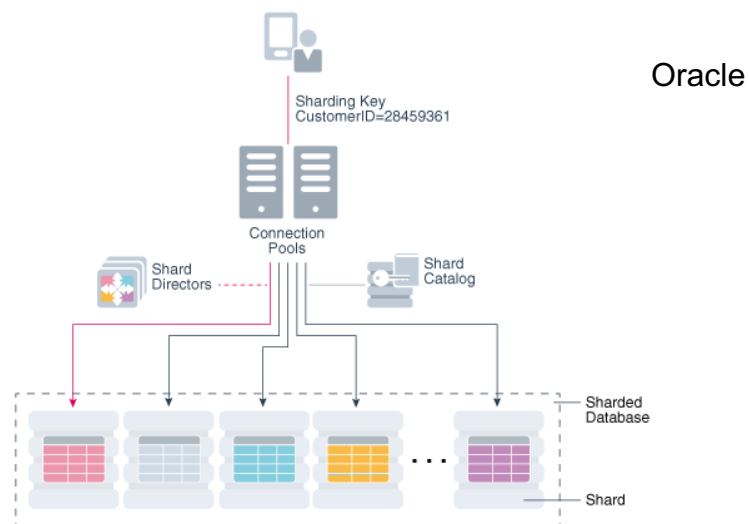 Oracle
Sharding Key
CustomerID=28459361
Connection
Pools
Shard
Directors
Shard
Catalog
Sharded
Database
...
Shard